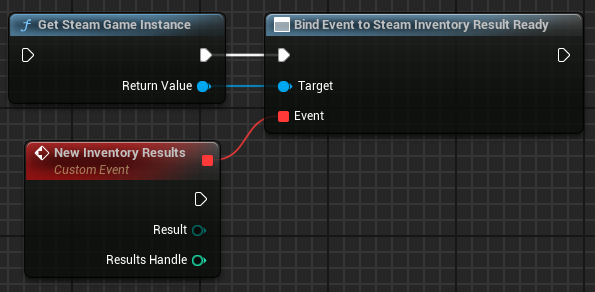 Get Steam Game Instance
Return Value
Bind Event to Steam Inventory Result Ready
Target
Event
New Inventory Results
Custom Event
Result
Results Handle